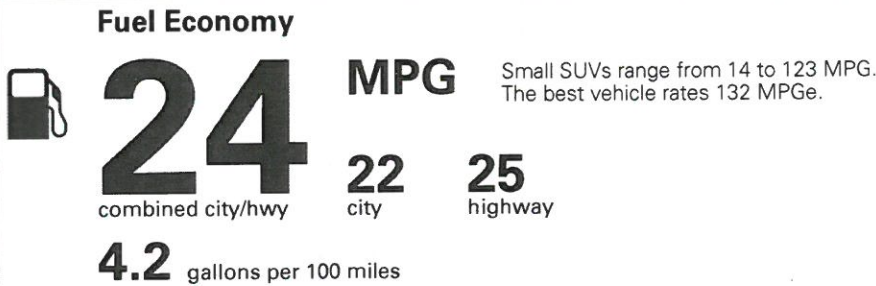 Fuel Economy
24 MPG
Small SUVs range from 14 to 123 MPG.
The best vehicle rates 132 MPGe.
combined city/hwy
22
city
25
highway
4.2 gallons per 100 miles